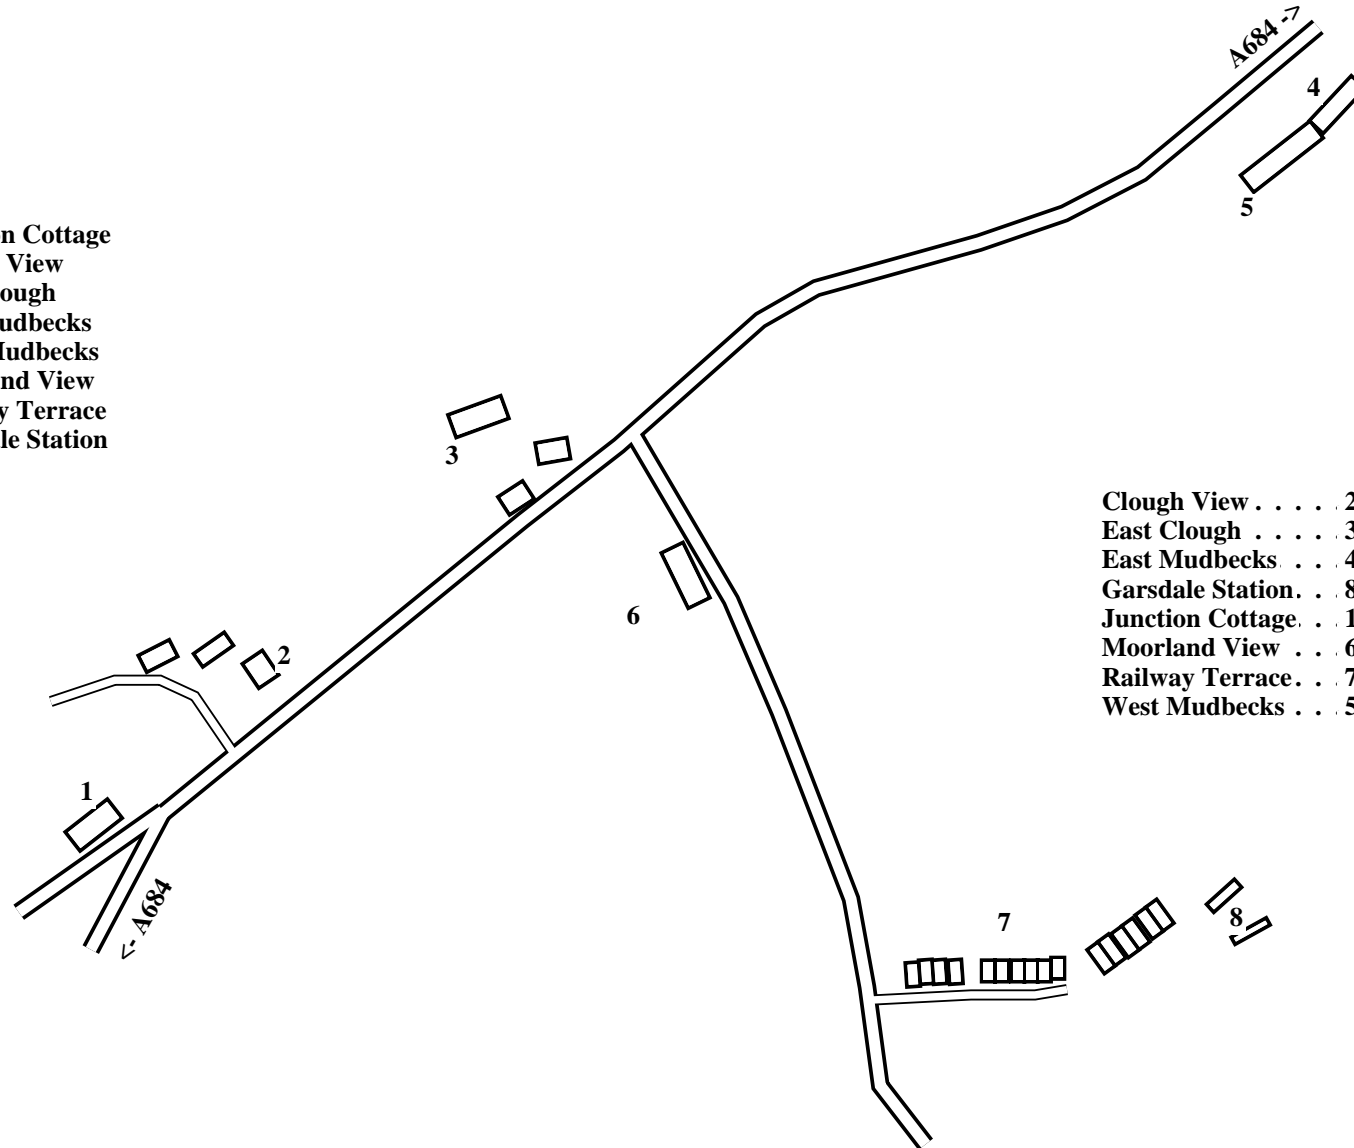 A684 ->
4
5
n Cottage
View
ough
udbecks
Mudbecks
nd View
y Terrace
le Station
3
Clough View . . . . . 2
East Clough . . . . . 3
East Mudbecks . . . 4
Garsdale Station . . 8
Junction Cottage . . 1
Moorland View . . . 6
Railway Terrace . . 7
West Mudbecks . . . 5
6
2
1
<- A684
7
8